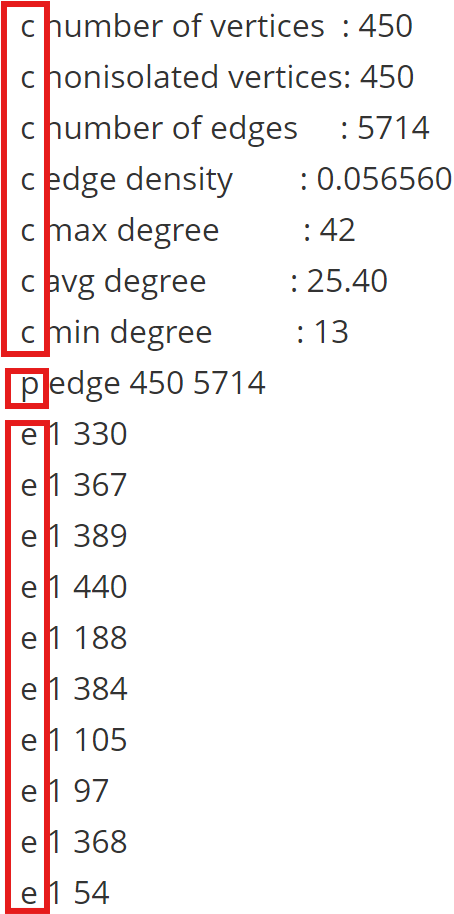 c number of vertices : 450
c nonisolated vertices: 450
c number of edges : 5714
c edge density : 0.056560
c max degree : 42
c avg degree : 25.40
c min degree : 13
p edge 450 5714
e 1 330
e 1 367
e 1 389
e 1 440
e 1 188
e 1 384
e 1 105
e 1 97
e 1 368
e 1 54